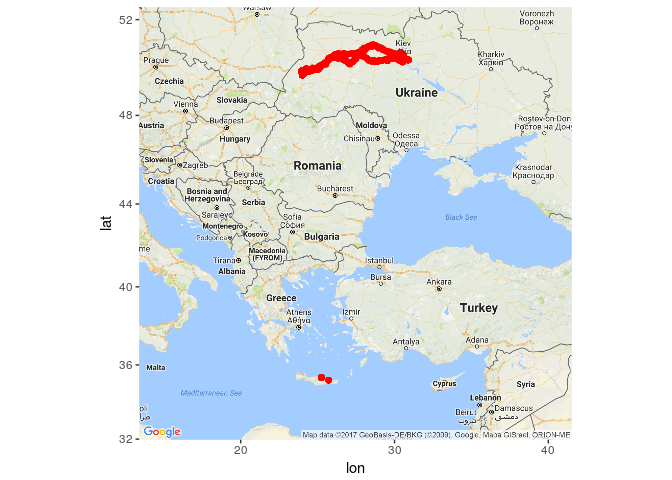 52
48
44
40
36
32
lat
Warsaw
Voronezh
Воронеж
Prague
Kiev
Kharkiv
Харків
Czechia
Ukraine
Slovakia
Vienna
Budapest
Moldova
Rostov-on-Don
Ростов-на-Дону
Austria
Hungary
Chisinau
Odessa
Одеса
Slovenia
Zagreb
Romania
Krasnodar
Краснодар
Croatia
Belgrade
Београд
Bosnia and
Herzegovina
Serbia
Bucharest
Sarajevo
Sofia
София
Black Sea
Montenegro
Kosovo
Podgorica
Bulgaria
Macedonia
(FYROM)
Tirana
Istanbul
Albania
Bursa
Ankara
Greece
Turkey
Athens
Αθήνα
Izmir
Antalya
Adana
Malta
Cyprus
Syria
Mediterranean Sea
Lebanon
Beirut
بيروت
Damascus
دمشق
Google
Map data ©2017 GeoBasis-DE/BKG (©2009), Google, Mapa GISrael, ORION-ME
20
30
40
lon